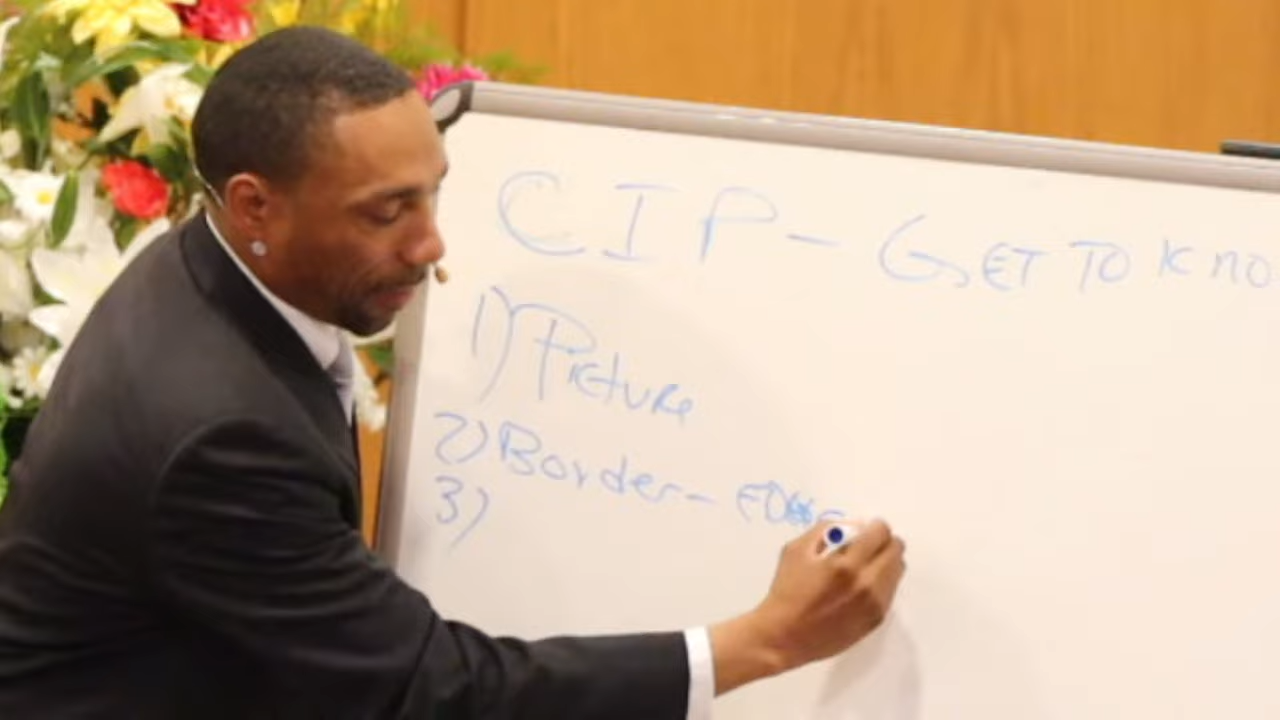 CIP - GET TO KNO
1) Picture
2) Border -
3)